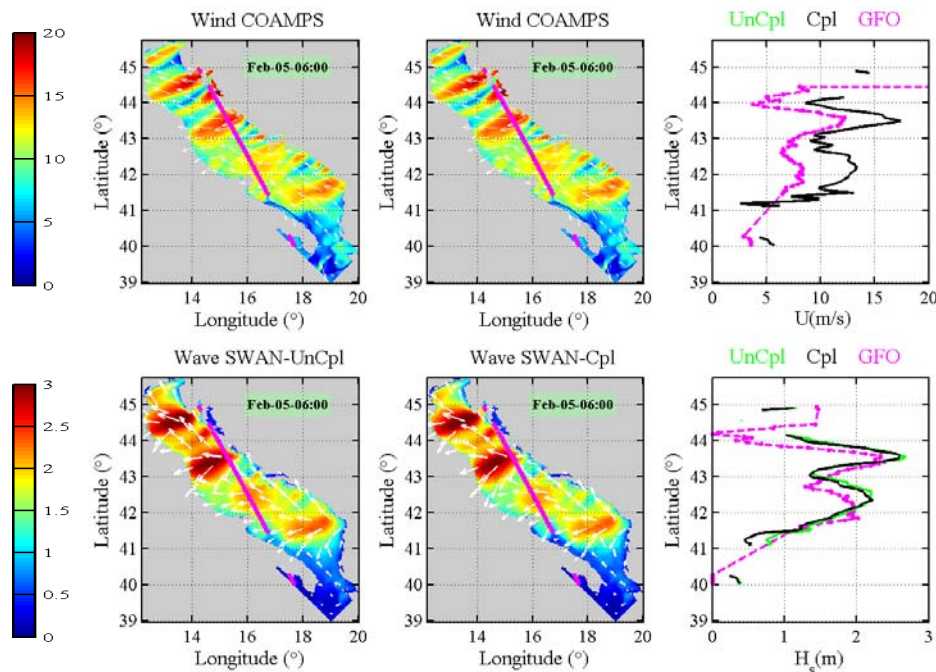 Wind COAMPS
Wind COAMPS
UnCpl Cpl GFO
20
15
10
5
0
Latitude (°)
45
44
43
42
41
40
39
Feb-05-06:00
14 16 18 20
Longitude (°)
Latitude (°)
45
44
43
42
41
40
39
Feb-05-06:00
14 16 18 20
Longitude (°)
Latitude (°)
45
44
43
42
41
40
39
0 5 10 15 20
U(m/s)
Wave SWAN-UnCpl
Wave SWAN-Cpl
UnCpl Cpl GFO
3
2.5
2
1.5
1
0.5
0
Latitude (°)
45
44
43
42
41
40
39
Feb-05-06:00
14 16 18 20
Longitude (°)
Latitude (°)
45
44
43
42
41
40
39
Feb-05-06:00
14 16 18 20
Longitude (°)
Latitude (°)
45
44
43
42
41
40
39
0 1 2 3
Hs(m)